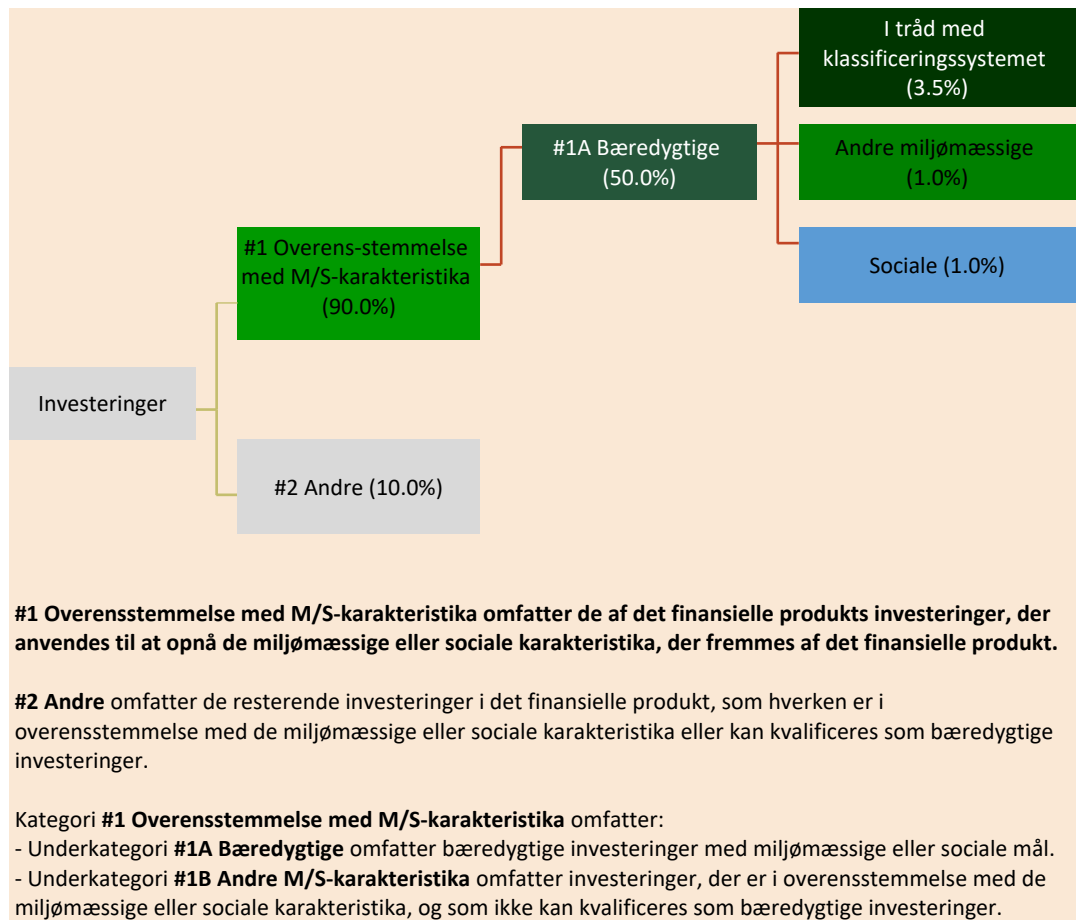 I tråd med
klassificeringssystemet
(3.5%)
#1A Bæredygtige
(50.0%)
Andre miljømæssige
(1.0%)
#1 Overens-stemmelse
med M/S-karakteristika
(90.0%)
Sociale (1.0%)
Investeringer
#2 Andre (10.0%)
#1 Overensstemmelse med M/S-karakteristika omfatter de af det finansielle produkts investeringer, der
anvendes til at opnå de miljømæssige eller sociale karakteristika, der fremmes af det finansielle produkt.
#2 Andre omfatter de resterende investeringer i det finansielle produkt, som hverken er i
overensstemmelse med de miljømæssige eller sociale karakteristika eller kan kvalificeres som bæredygtige
investeringer.
Kategori #1 Overensstemmelse med M/S-karakteristika omfatter:
- Underkategori #1A Bæredygtige omfatter bæredygtige investeringer med miljømæssige eller sociale mål.
- Underkategori #1B Andre M/S-karakteristika omfatter investeringer, der er i overensstemmelse med de
miljømæssige eller sociale karakteristika, og som ikke kan kvalificeres som bæredygtige investeringer.